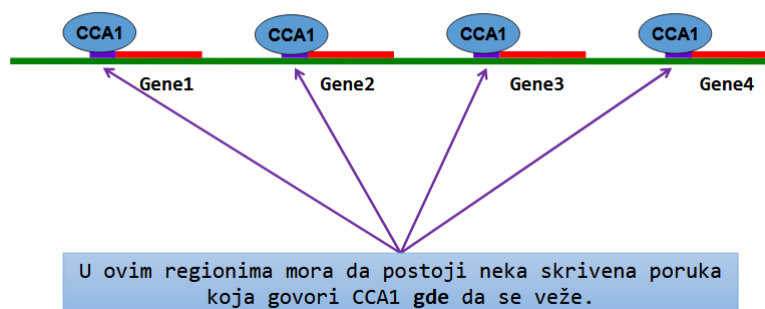 CCA1 CCA1 CCA1 CCA1
Gene1 Gene2 Gene3 Gene4
U ovim regionima mora da postoji neka skrivena poruka
koja govori CCA1 gde da se veže.